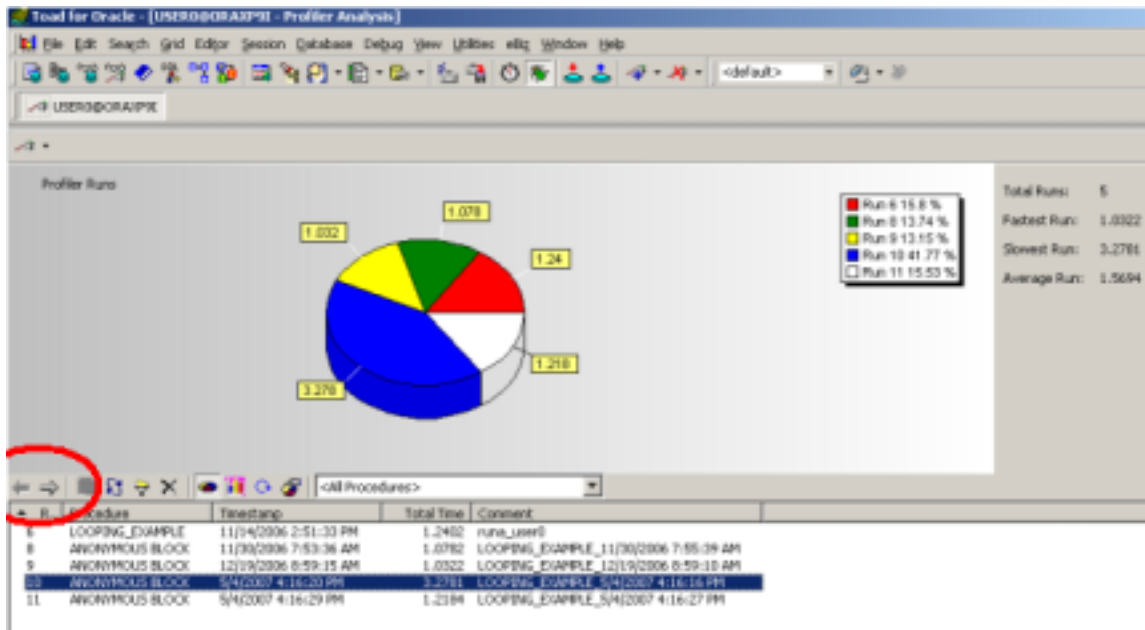 Toad for Oracle - [USER0@ORAXP9I - Profiler Analysis]
File Edit Search Grid Editor Session Database Debug View Utilities eBiz Window Help
<default>
USER0@ORAXP9I
Profiler Runs
1.078
1.032
1.24
1.218
3.278
Run 6 15.8 %
Run 8 13.74 %
Run 9 13.15 %
Run 10 41.77 %
Run 11 15.53 %
Total Runs: 5
Fastest Run: 1.0322
Slowest Run: 3.2781
Average Run: 1.5694
<All Procedures>
R... Procedure Timestamp Total Time Comment
6 LOOPING_EXAMPLE 11/14/2006 2:51:33 PM 1.2402 runa_user0
8 ANONYMOUS BLOCK 11/30/2006 7:53:36 AM 1.0782 LOOPING_EXAMPLE_11/30/2006 7:55:39 AM
9 ANONYMOUS BLOCK 12/19/2006 8:59:15 AM 1.0322 LOOPING_EXAMPLE_12/19/2006 8:59:10 AM
10 ANONYMOUS BLOCK 5/4/2007 4:16:20 PM 3.2781 LOOPING_EXAMPLE_5/4/2007 4:16:16 PM
11 ANONYMOUS BLOCK 5/4/2007 4:16:29 PM 1.2184 LOOPING_EXAMPLE_5/4/2007 4:16:27 PM